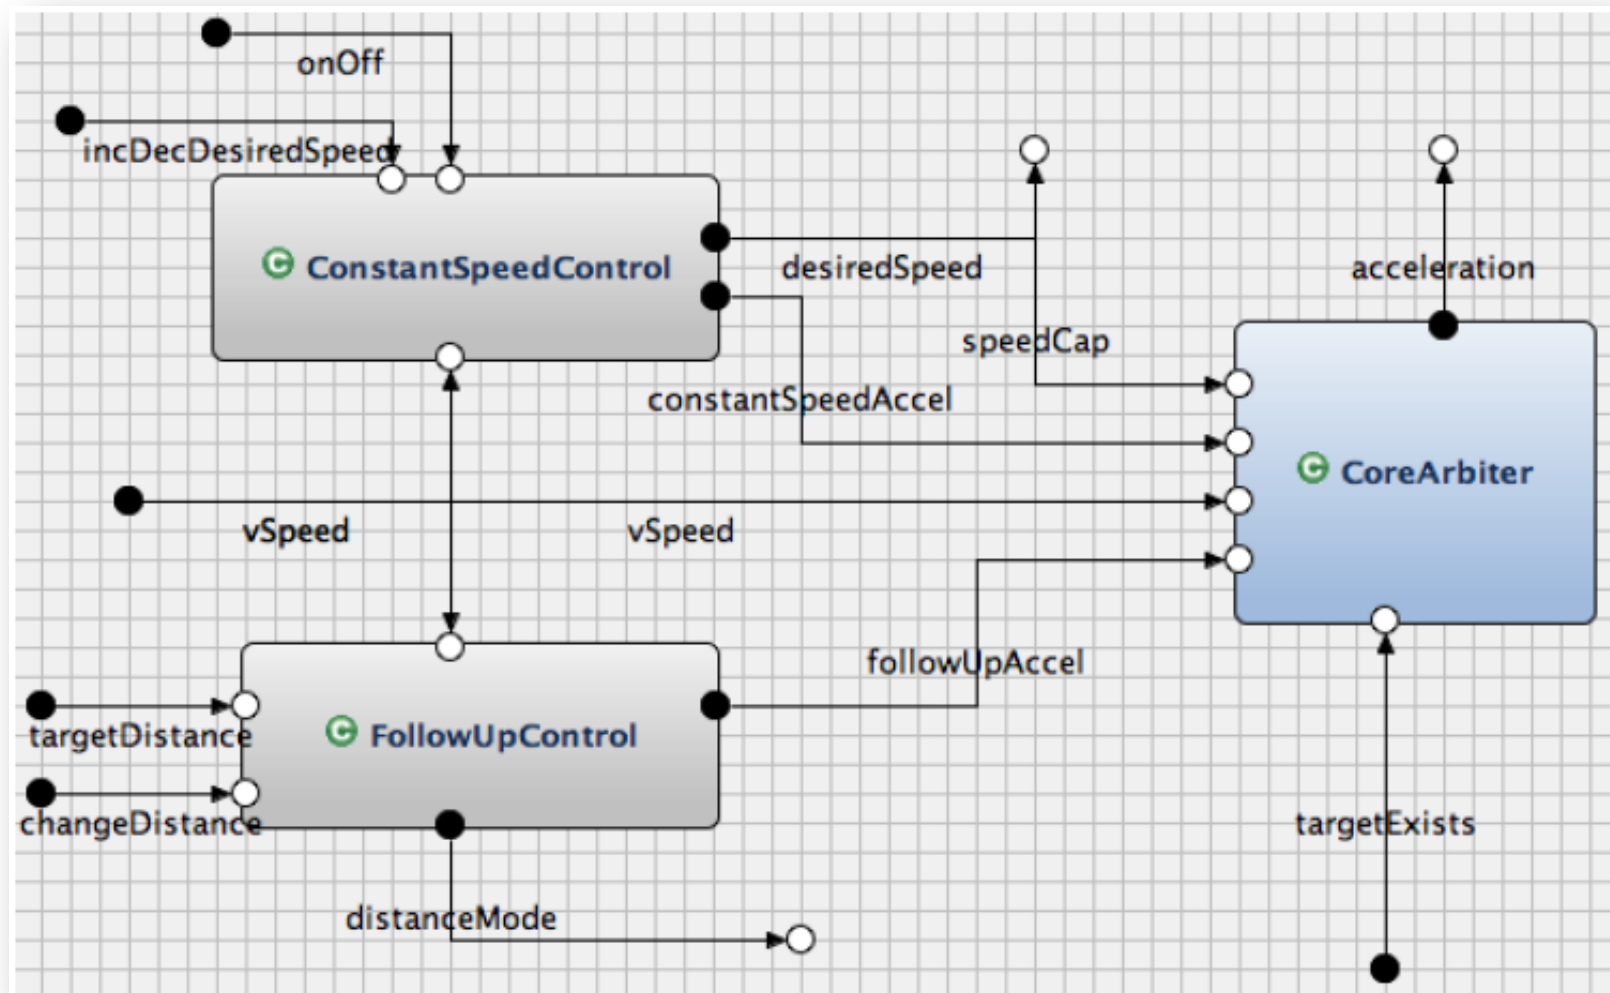 onOff
incDecDesiredSpeed
C ConstantSpeedControl
desiredSpeed
acceleration
speedCap
constantSpeedAccel
C CoreArbiter
vSpeed
vSpeed
followUpAccel
targetDistance
C FollowUpControl
changeDistance
targetExists
distanceMode